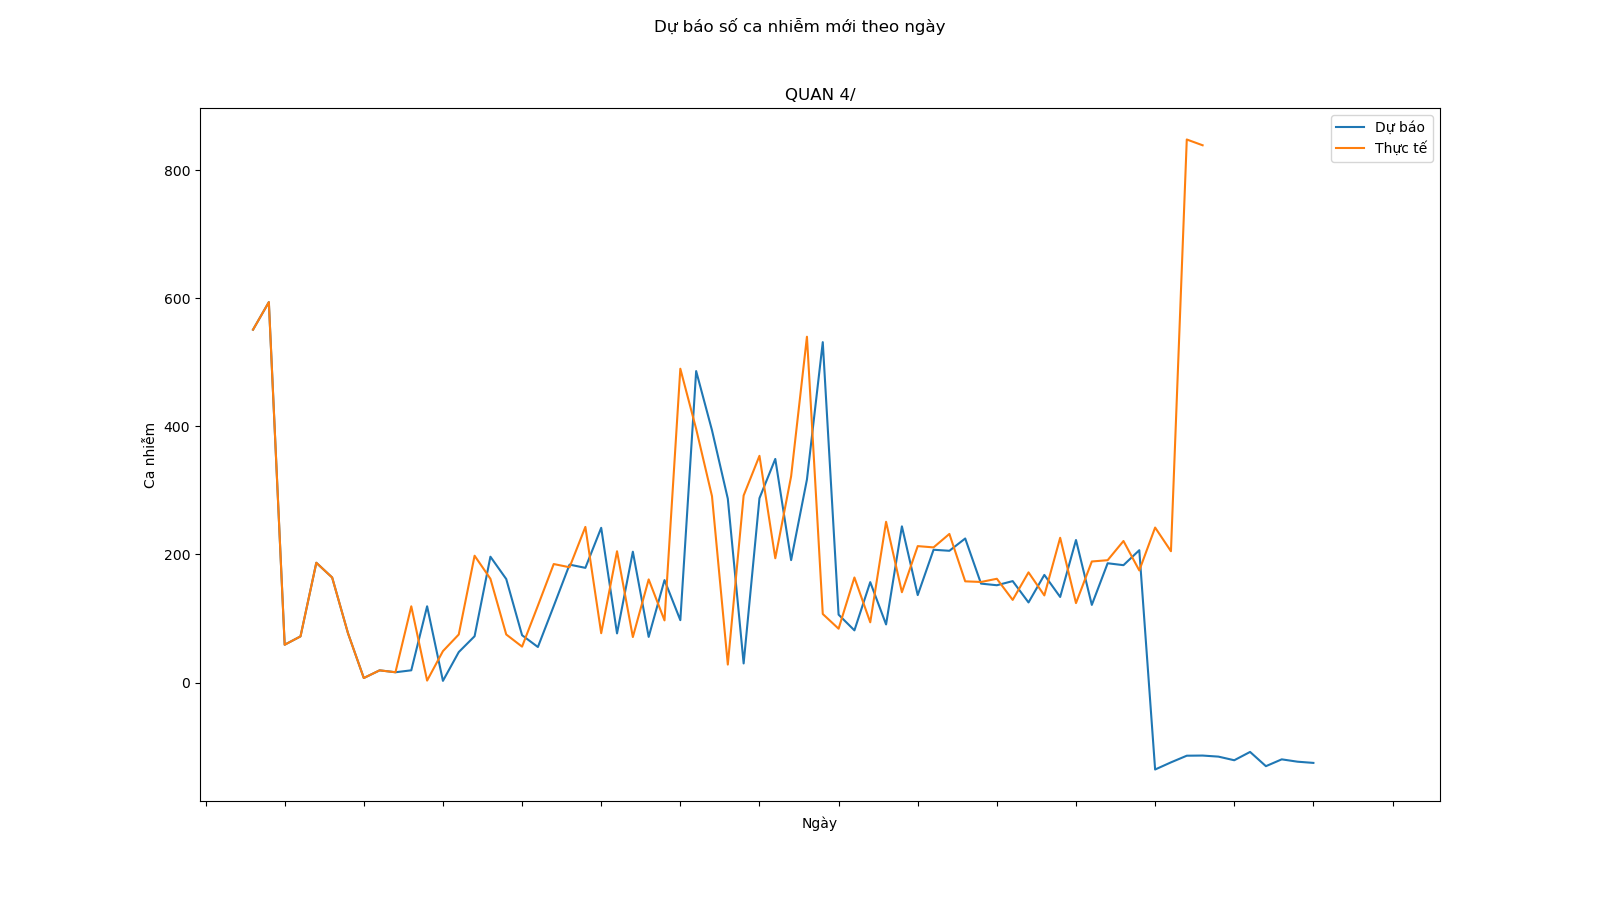 Dự báo số ca nhiễm mới theo ngày
QUAN 4/
Dự báo
Thực tế
800
600
400
200
0
Ca nhiễm
Ngày